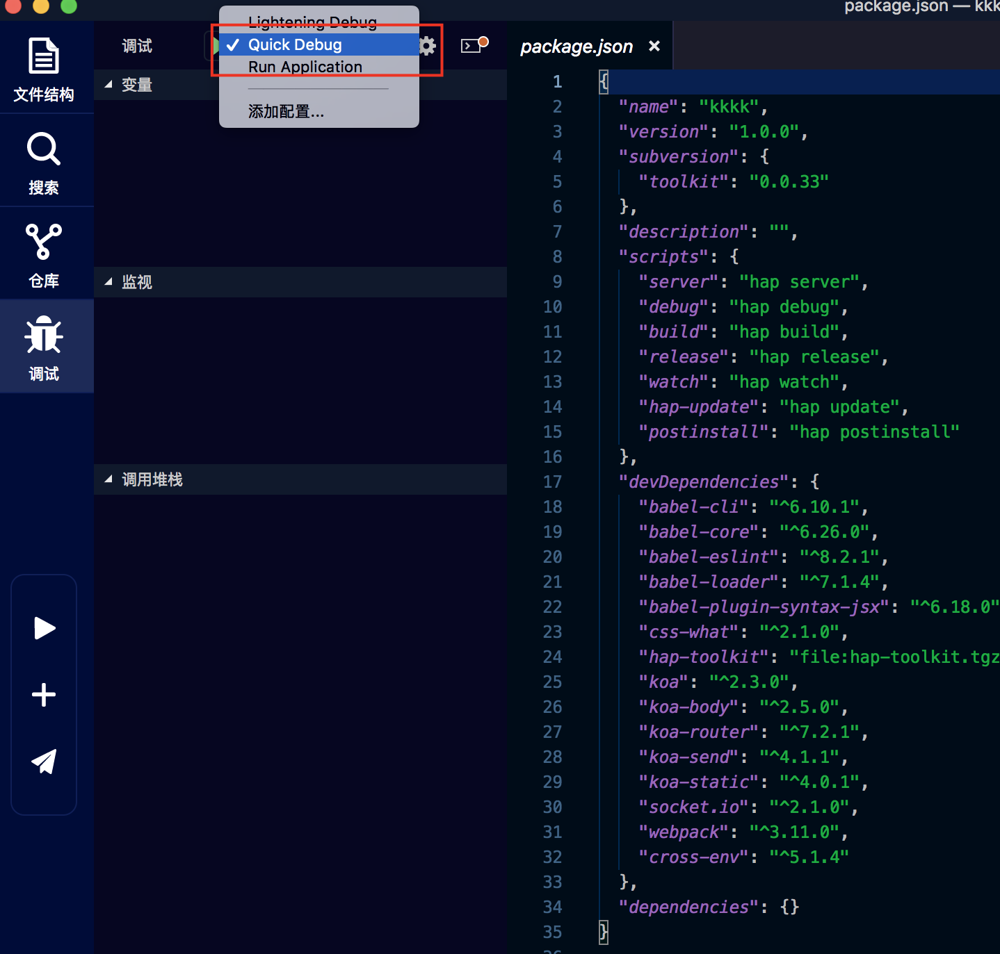 package.json — kkk
文件结构
搜索
仓库
调试
调试
Lightening Debug
Quick Debug
Run Application
添加配置...
变量
监视
调用堆栈
package.json
1 {
2 "name": "kkkk",
3 "version": "1.0.0",
4 "subversion": {
5 "toolkit": "0.0.33"
6 },
7 "description": "",
8 "scripts": {
9 "server": "hap server",
10 "debug": "hap debug",
11 "build": "hap build",
12 "release": "hap release",
13 "watch": "hap watch",
14 "hap-update": "hap update",
15 "postinstall": "hap postinstall"
16 },
17 "devDependencies": {
18 "babel-cli": "^6.10.1",
19 "babel-core": "^6.26.0",
20 "babel-eslint": "^8.2.1",
21 "babel-loader": "^7.1.4",
22 "babel-plugin-syntax-jsx": "^6.18.0"
23 "css-what": "^2.1.0",
24 "hap-toolkit": "file:hap-toolkit.tgz
25 "koa": "^2.3.0",
26 "koa-body": "^2.5.0",
27 "koa-router": "^7.2.1",
28 "koa-send": "^4.1.1",
29 "koa-static": "^4.0.1",
30 "socket.io": "^2.1.0",
31 "webpack": "^3.11.0",
32 "cross-env": "^5.1.4"
33 },
34 "dependencies": {}
35 }